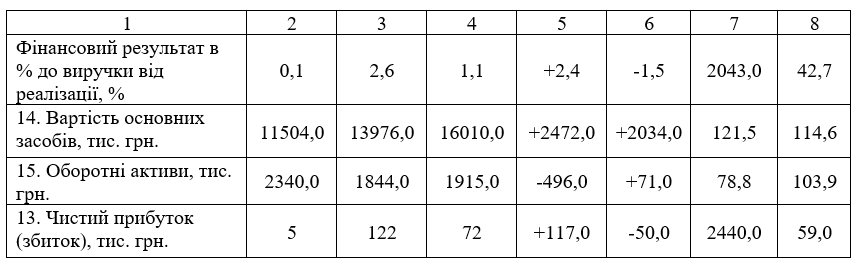 1 2 3 4 5 6 7 8
Фінансовий результат в
% до виручки від
реалізації, % 0,1 2,6 1,1 +2,4 -1,5 2043,0 42,7
14. Вартість основних
засобів, тис. грн. 11504,0 13976,0 16010,0 +2472,0 +2034,0 121,5 114,6
15. Оборотні активи, тис.
грн. 2340,0 1844,0 1915,0 -496,0 +71,0 78,8 103,9
13. Чистий прибуток
(збиток), тис. грн. 5 122 72 +117,0 -50,0 2440,0 59,0